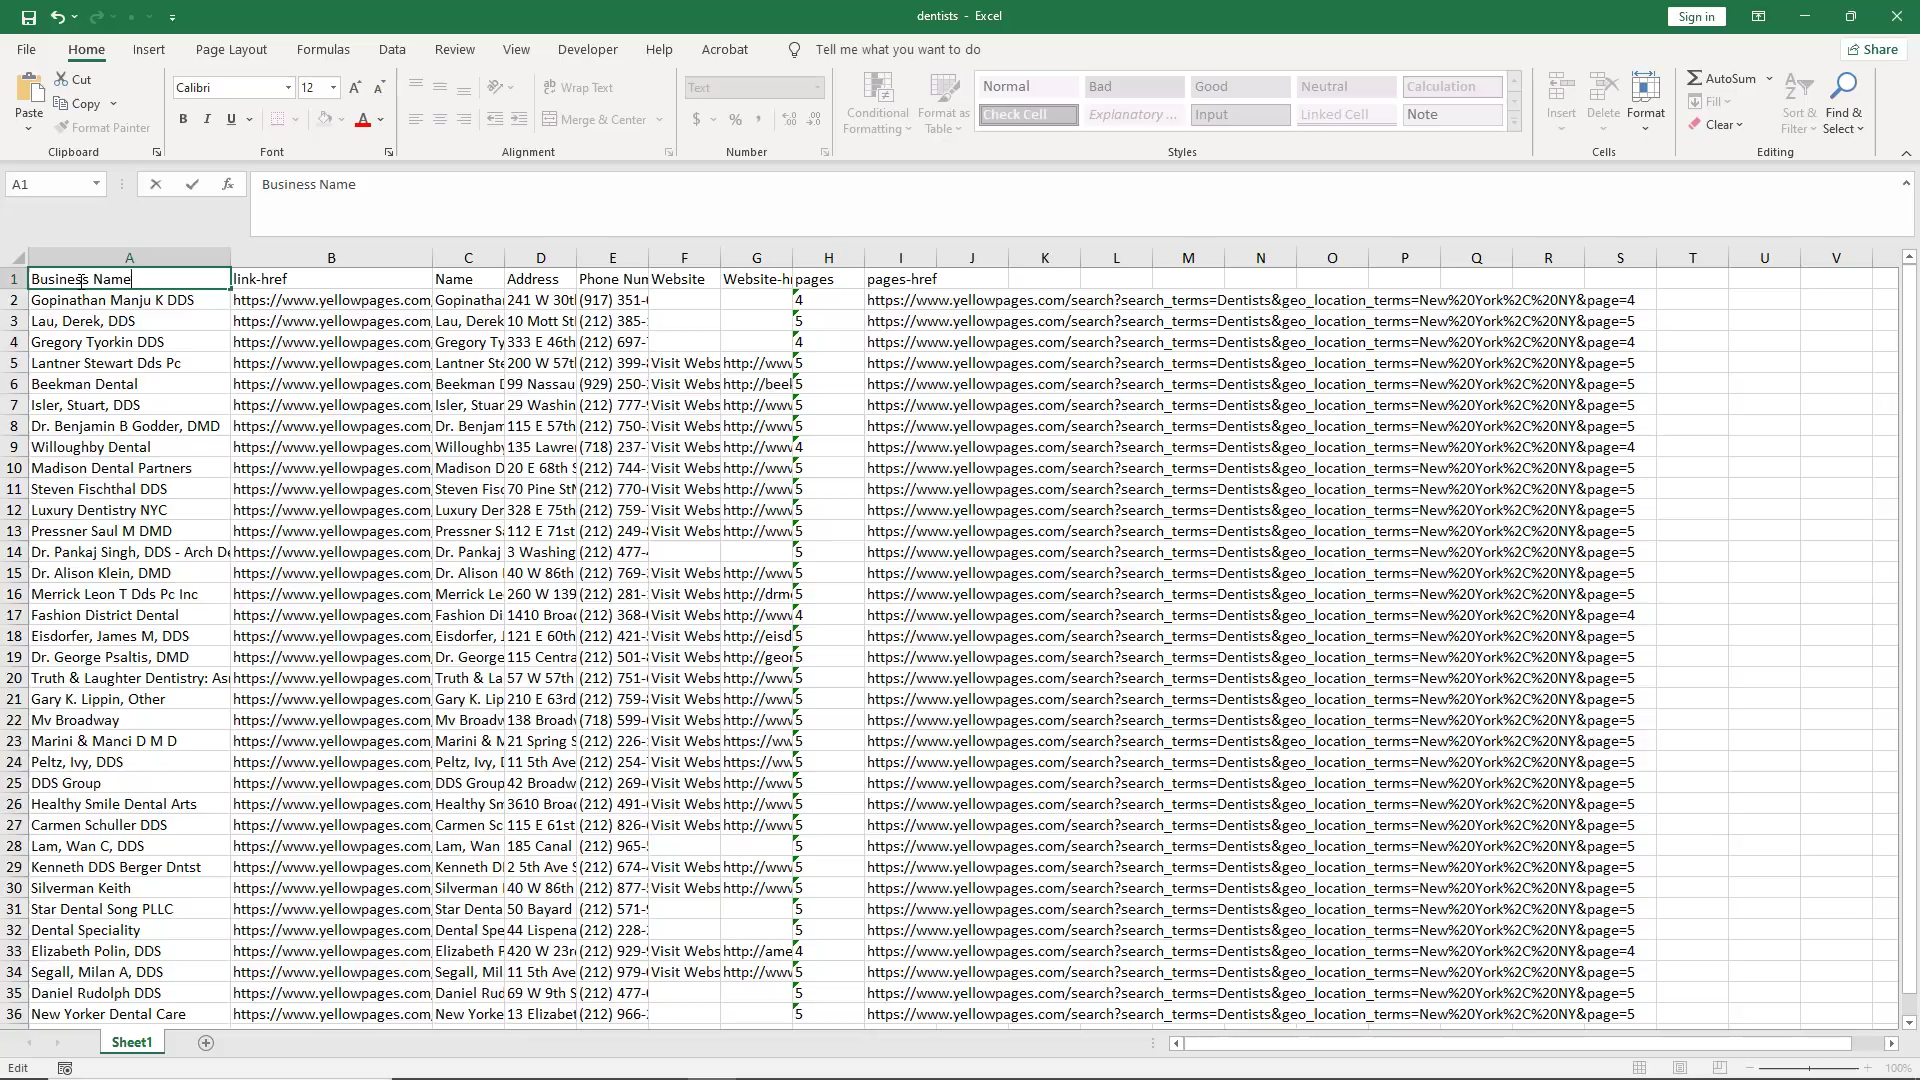 dentists - Excel
Sign in
File Home Insert Page Layout Formulas Data Review View Developer Help Acrobat Tell me what you want to do Share
Paste Cut Copy Format Painter Clipboard
Calibri 12 Font
Wrap Text Merge & Center Alignment
Text Number
Conditional Formatting Format as Table
Normal Bad Good Neutral Calculation
Check Cell Explanatory ... Input Linked Cell Note
Styles
Insert Delete Format Cells
AutoSum Fill Clear Sort & Filter Find & Select Editing
A1 fx Business Name
A B C D E F G H I J K L M N O P Q R S T U V
1 Business Name link-href Name Address Phone Num Website Website-h pages pages-href
2 Gopinathan Manju K DDS https://www.yellowpages.com Gopinatha 241 W 30t (917) 351- 4 https://www.yellowpages.com/search?search_terms=Dentists&geo_location_terms=New%20York%2C%20NY&page=4
3 Lau, Derek, DDS https://www.yellowpages.com Lau, Derek 10 Mott St (212) 385- 5 https://www.yellowpages.com/search?search_terms=Dentists&geo_location_terms=New%20York%2C%20NY&page=5
4 Gregory Tyorkin DDS https://www.yellowpages.com Gregory Ty 333 E 46th (212) 697- 4 https://www.yellowpages.com/search?search_terms=Dentists&geo_location_terms=New%20York%2C%20NY&page=4
5 Lantner Stewart Dds Pc https://www.yellowpages.com Lantner Ste 200 W 57t (212) 399- Visit Webs http://www 5 https://www.yellowpages.com/search?search_terms=Dentists&geo_location_terms=New%20York%2C%20NY&page=5
6 Beekman Dental https://www.yellowpages.com Beekman D 99 Nassau (929) 250- Visit Webs http://beel 5 https://www.yellowpages.com/search?search_terms=Dentists&geo_location_terms=New%20York%2C%20NY&page=5
7 Isler, Stuart, DDS https://www.yellowpages.com Isler, Stuar 29 Washin (212) 777- Visit Webs http://www 5 https://www.yellowpages.com/search?search_terms=Dentists&geo_location_terms=New%20York%2C%20NY&page=5
8 Dr. Benjamin B Godder, DMD https://www.yellowpages.com Dr. Benjam 115 E 57th (212) 750- Visit Webs http://www 5 https://www.yellowpages.com/search?search_terms=Dentists&geo_location_terms=New%20York%2C%20NY&page=5
9 Willoughby Dental https://www.yellowpages.com Willoughby 135 Lawre (718) 237- Visit Webs http://www 4 https://www.yellowpages.com/search?search_terms=Dentists&geo_location_terms=New%20York%2C%20NY&page=4
10 Madison Dental Partners https://www.yellowpages.com Madison D 20 E 68th S (212) 744- Visit Webs http://www 5 https://www.yellowpages.com/search?search_terms=Dentists&geo_location_terms=New%20York%2C%20NY&page=5
11 Steven Fischthal DDS https://www.yellowpages.com Steven Fisc 70 Pine St (212) 770- Visit Webs http://www 5 https://www.yellowpages.com/search?search_terms=Dentists&geo_location_terms=New%20York%2C%20NY&page=5
12 Luxury Dentistry NYC https://www.yellowpages.com Luxury Der 328 E 75th (212) 759- Visit Webs http://www 5 https://www.yellowpages.com/search?search_terms=Dentists&geo_location_terms=New%20York%2C%20NY&page=5
13 Pressner Saul M DMD https://www.yellowpages.com Pressner Sa 112 E 71st (212) 249- Visit Webs http://www 5 https://www.yellowpages.com/search?search_terms=Dentists&geo_location_terms=New%20York%2C%20NY&page=5
14 Dr. Pankaj Singh, DDS - Arch De https://www.yellowpages.com Dr. Pankaj 3 Washing (212) 477- 5 https://www.yellowpages.com/search?search_terms=Dentists&geo_location_terms=New%20York%2C%20NY&page=5
15 Dr. Alison Klein, DMD https://www.yellowpages.com Dr. Alison 40 W 86th (212) 769- Visit Webs http://www 5 https://www.yellowpages.com/search?search_terms=Dentists&geo_location_terms=New%20York%2C%20NY&page=5
16 Merrick Leon T Dds Pc Inc https://www.yellowpages.com Merrick Le 260 W 139 (212) 281- Visit Webs http://drm 5 https://www.yellowpages.com/search?search_terms=Dentists&geo_location_terms=New%20York%2C%20NY&page=5
17 Fashion District Dental https://www.yellowpages.com Fashion Di 1410 Broa (212) 368- Visit Webs http://www 4 https://www.yellowpages.com/search?search_terms=Dentists&geo_location_terms=New%20York%2C%20NY&page=4
18 Eisdorfer, James M, DDS https://www.yellowpages.com Eisdorfer, 121 E 60th (212) 421- Visit Webs http://eisd 5 https://www.yellowpages.com/search?search_terms=Dentists&geo_location_terms=New%20York%2C%20NY&page=5
19 Dr. George Psaltis, DMD https://www.yellowpages.com Dr. George 115 Centra (212) 501- Visit Webs http://geor 5 https://www.yellowpages.com/search?search_terms=Dentists&geo_location_terms=New%20York%2C%20NY&page=5
20 Truth & Laughter Dentistry: As https://www.yellowpages.com Truth & La 57 W 57th (212) 751- Visit Webs http://www 5 https://www.yellowpages.com/search?search_terms=Dentists&geo_location_terms=New%20York%2C%20NY&page=5
21 Gary K. Lippin, Other https://www.yellowpages.com Gary K. Lip 210 E 63rd (212) 759- Visit Webs http://www 5 https://www.yellowpages.com/search?search_terms=Dentists&geo_location_terms=New%20York%2C%20NY&page=5
22 Mv Broadway https://www.yellowpages.com Mv Broadw 138 Broad (718) 599- Visit Webs http://www 5 https://www.yellowpages.com/search?search_terms=Dentists&geo_location_terms=New%20York%2C%20NY&page=5
23 Marini & Manci D M D https://www.yellowpages.com Marini & M 21 Spring S (212) 226- Visit Webs https://ww 5 https://www.yellowpages.com/search?search_terms=Dentists&geo_location_terms=New%20York%2C%20NY&page=5
24 Peltz, Ivy, DDS https://www.yellowpages.com Peltz, Ivy, D 11 5th Ave (212) 254- Visit Webs https://ww 5 https://www.yellowpages.com/search?search_terms=Dentists&geo_location_terms=New%20York%2C%20NY&page=5
25 DDS Group https://www.yellowpages.com DDS Group 42 Broadw (212) 269- Visit Webs http://www 5 https://www.yellowpages.com/search?search_terms=Dentists&geo_location_terms=New%20York%2C%20NY&page=5
26 Healthy Smile Dental Arts https://www.yellowpages.com Healthy Sm 3610 Broa (212) 491- Visit Webs http://www 5 https://www.yellowpages.com/search?search_terms=Dentists&geo_location_terms=New%20York%2C%20NY&page=5
27 Carmen Schuller DDS https://www.yellowpages.com Carmen Sc 115 E 61st (212) 826- Visit Webs http://www 5 https://www.yellowpages.com/search?search_terms=Dentists&geo_location_terms=New%20York%2C%20NY&page=5
28 Lam, Wan C, DDS https://www.yellowpages.com Lam, Wan 185 Canal (212) 965- 5 https://www.yellowpages.com/search?search_terms=Dentists&geo_location_terms=New%20York%2C%20NY&page=5
29 Kenneth DDS Berger Dntst https://www.yellowpages.com Kenneth D 2 5th Ave S (212) 674- Visit Webs http://www 5 https://www.yellowpages.com/search?search_terms=Dentists&geo_location_terms=New%20York%2C%20NY&page=5
30 Silverman Keith https://www.yellowpages.com Silverman 40 W 86th (212) 877- Visit Webs http://www 5 https://www.yellowpages.com/search?search_terms=Dentists&geo_location_terms=New%20York%2C%20NY&page=5
31 Star Dental Song PLLC https://www.yellowpages.com Star Denta 50 Bayard (212) 571- 5 https://www.yellowpages.com/search?search_terms=Dentists&geo_location_terms=New%20York%2C%20NY&page=5
32 Dental Speciality https://www.yellowpages.com Dental Spe 44 Lispena (212) 228- 5 https://www.yellowpages.com/search?search_terms=Dentists&geo_location_terms=New%20York%2C%20NY&page=5
33 Elizabeth Polin, DDS https://www.yellowpages.com Elizabeth P 420 W 23r (212) 929- Visit Webs http://ame 4 https://www.yellowpages.com/search?search_terms=Dentists&geo_location_terms=New%20York%2C%20NY&page=4
34 Segall, Milan A, DDS https://www.yellowpages.com Segall, Mil 11 5th Ave (212) 979- Visit Webs http://www 5 https://www.yellowpages.com/search?search_terms=Dentists&geo_location_terms=New%20York%2C%20NY&page=5
35 Daniel Rudolph DDS https://www.yellowpages.com Daniel Rud 69 W 9th S (212) 477- 5 https://www.yellowpages.com/search?search_terms=Dentists&geo_location_terms=New%20York%2C%20NY&page=5
36 New Yorker Dental Care https://www.yellowpages.com New Yorke 13 Elizabet (212) 966- 5 https://www.yellowpages.com/search?search_terms=Dentists&geo_location_terms=New%20York%2C%20NY&page=5
Sheet1
Edit 100%